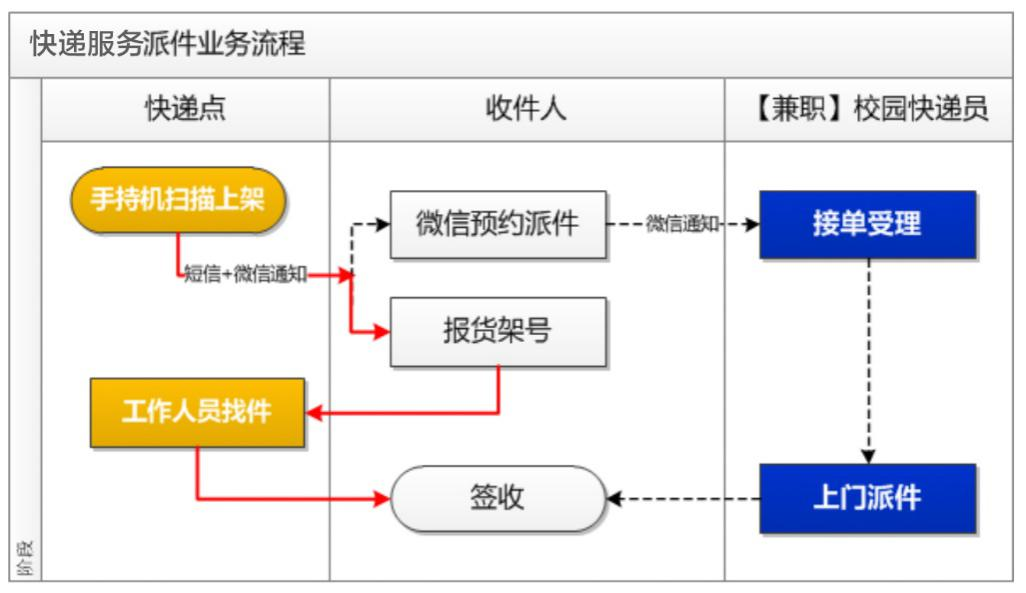 快递服务派件业务流程
快递点
收件人
【兼职】校园快递员
手持机扫描上架
微信预约派件
微信通知
接单受理
短信+微信通知
报货架号
工作人员找件
签收
上门派件
阶段